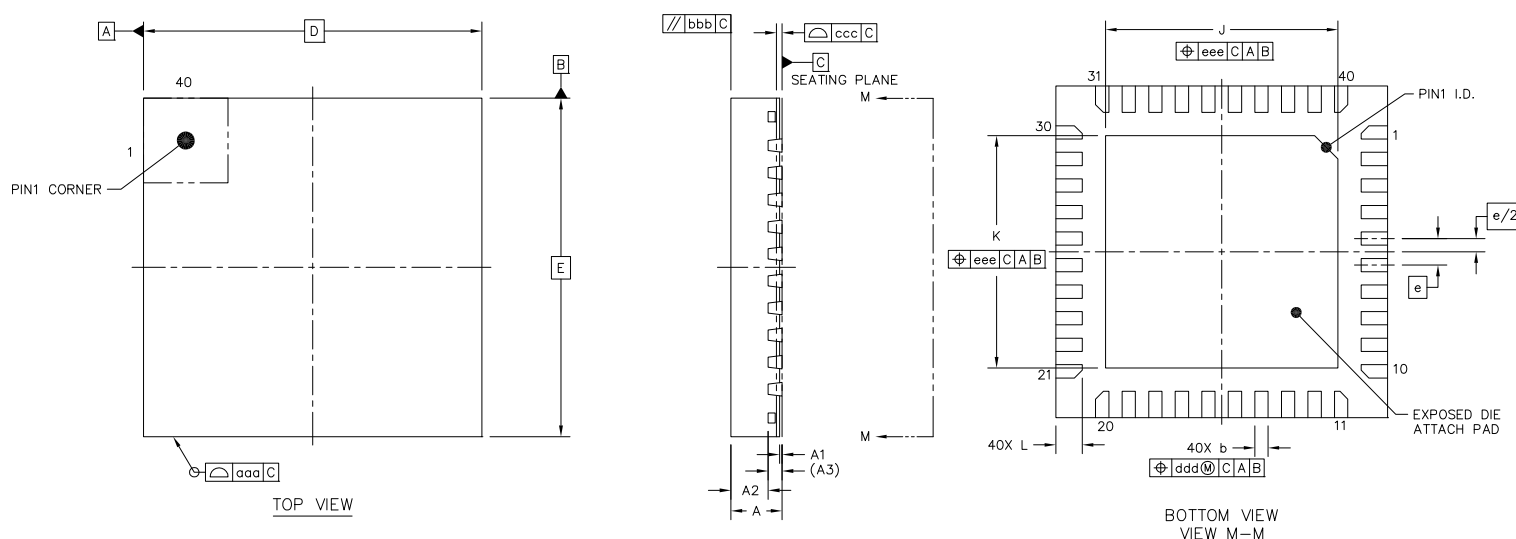 A
D
B
40
1
PIN1 CORNER
E
⌓ aaa C
TOP VIEW
// bbb C
⌓ ccc C
C
SEATING PLANE
M
M
A1
(A3)
A2
A
J
⌖ eee C A B
31
40
PIN1 I.D.
30
1
K
⌖ eee C A B
e/2
e
21
10
EXPOSED DIE
ATTACH PAD
20
11
40X L
40X b
⌖ ddd Ⓜ C A B
BOTTOM VIEW
VIEW M-M